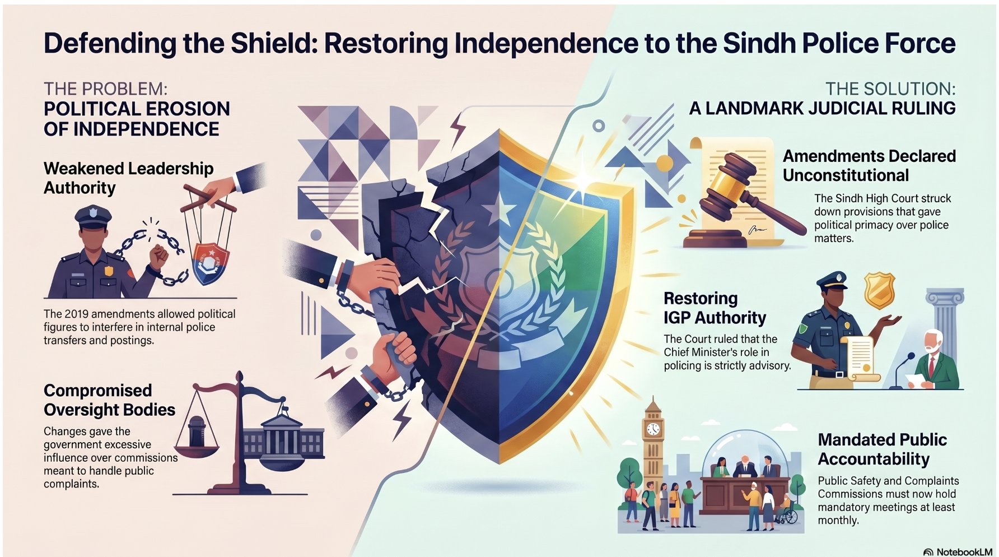 Defending the Shield: Restoring Independence to the Sindh Police Force
THE PROBLEM:
POLITICAL EROSION
OF INDEPENDENCE
Weakened Leadership
Authority
The 2019 amendments allowed political
figures to interfere in internal police
transfers and postings.
Compromised
Oversight Bodies
Changes gave the
government excessive
influence over commissions
meant to handle public
complaints.
THE SOLUTION:
A LANDMARK JUDICIAL RULING
Amendments Declared
Unconstitutional
The Sindh High Court struck
down provisions that gave
political primacy over police
matters.
Restoring
IGP Authority
The Court ruled that the
Chief Minister's role in
policing is strictly advisory.
Mandated Public
Accountability
Public Safety and Complaints
Commissions must now hold
mandatory meetings at least
monthly.
NotebookLM